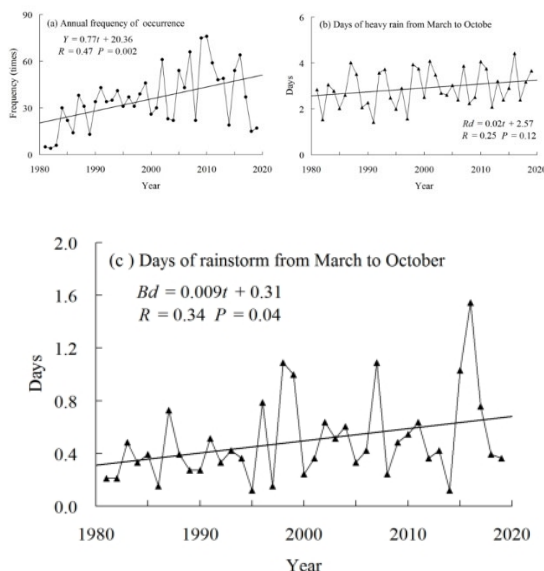 (a) Annual frequency of occurrence
Y = 0.77t + 20.36
R = 0.47 P = 0.002
Frequency (times)
90
60
30
0
1980 1990 2000 2010 2020
Year
(b) Days of heavy rain from March to Octobe
Days
6
4
2
0
Rd = 0.02t + 2.57
R = 0.25 P = 0.12
1980 1990 2000 2010 2020
Year
(c ) Days of rainstorm from March to October
Bd = 0.009t + 0.31
R = 0.34 P = 0.04
Days
2.0
1.6
1.2
0.8
0.4
0.0
1980 1990 2000 2010 2020
Year